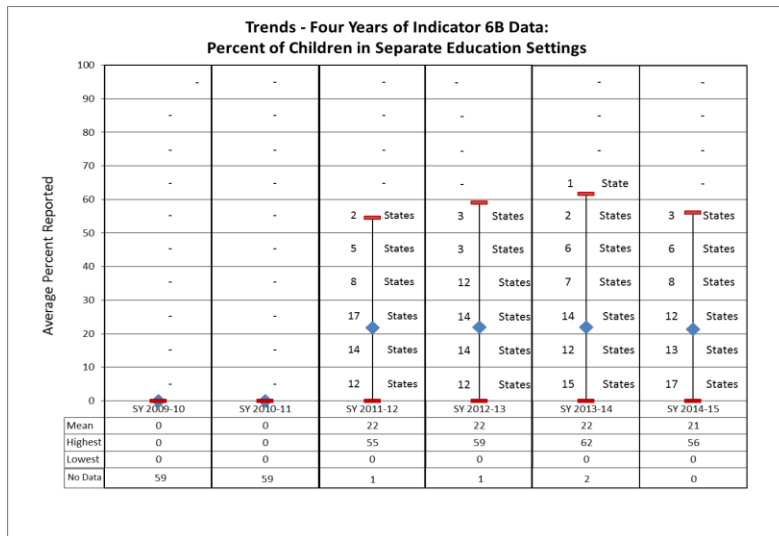 Trends - Four Years of Indicator 6B Data:
Percent of Children in Separate Education Settings
Average Percent Reported
100 - - - - - -
90 - - - - - -
80 - - - - - -
70 - - - - 1 State -
60 - - 2 States 3 States 2 States 3 States
50 - - 5 States 3 States 6 States 6 States
40 - - 8 States 12 States 7 States 8 States
30 - - 17 States 14 States 14 States 12 States
20 - - 14 States 14 States 12 States 13 States
10 - - 12 States 12 States 15 States 17 States
0
SY 2009-10 SY 2010-11 SY 2011-12 SY 2012-13 SY 2013-14 SY 2014-15
Mean 0 0 22 22 22 21
Highest 0 0 55 59 62 56
Lowest 0 0 0 0 0 0
No Data 59 59 1 1 2 0